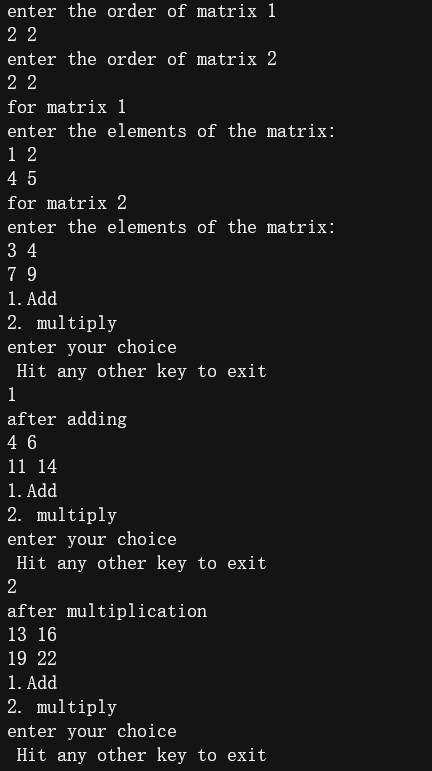 enter the order of matrix 1
2 2
enter the order of matrix 2
2 2
for matrix 1
enter the elements of the matrix:
1 2
4 5
for matrix 2
enter the elements of the matrix:
3 4
7 9
1.Add
2. multiply
enter your choice
 Hit any other key to exit
1
after adding
4 6
11 14
1.Add
2. multiply
enter your choice
 Hit any other key to exit
2
after multiplication
13 16
19 22
1.Add
2. multiply
enter your choice
 Hit any other key to exit